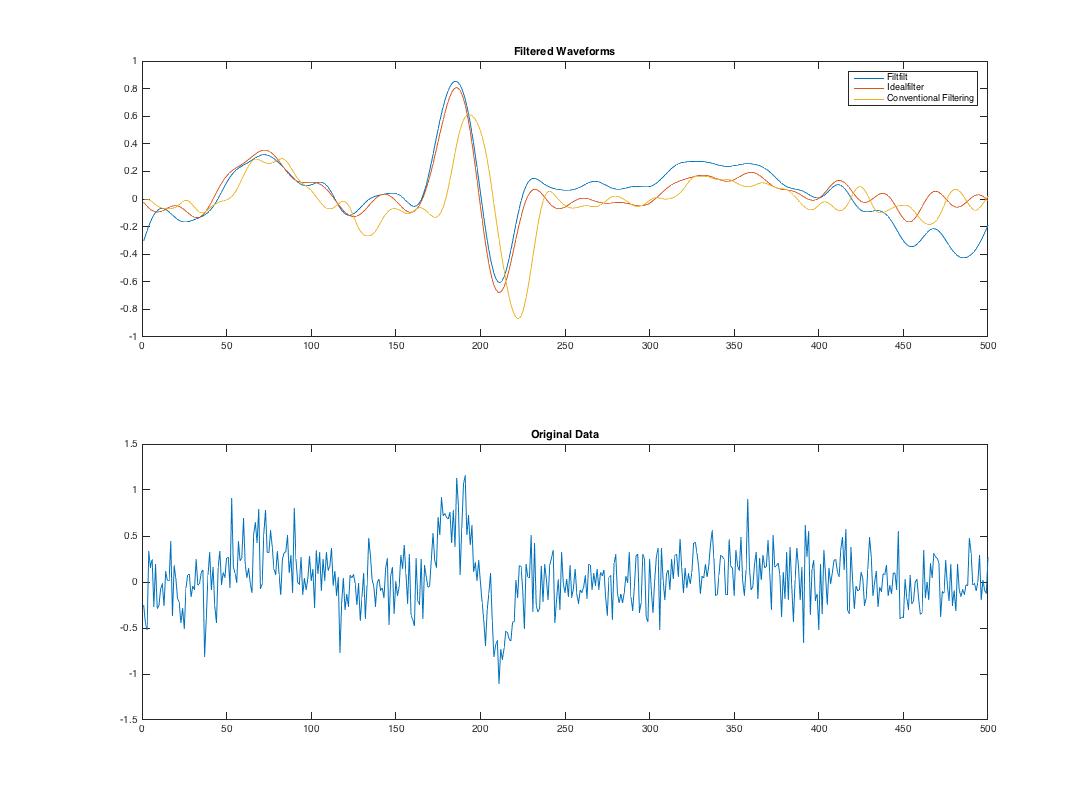 Filtered Waveforms
1
0.8
0.6
0.4
0.2
0
-0.2
-0.4
-0.6
-0.8
-1
0 50 100 150 200 250 300 350 400 450 500
Filtfilt
Idealfilter
Conventional Filtering
Original Data
1.5
1
0.5
0
-0.5
-1
-1.5
0 50 100 150 200 250 300 350 400 450 500